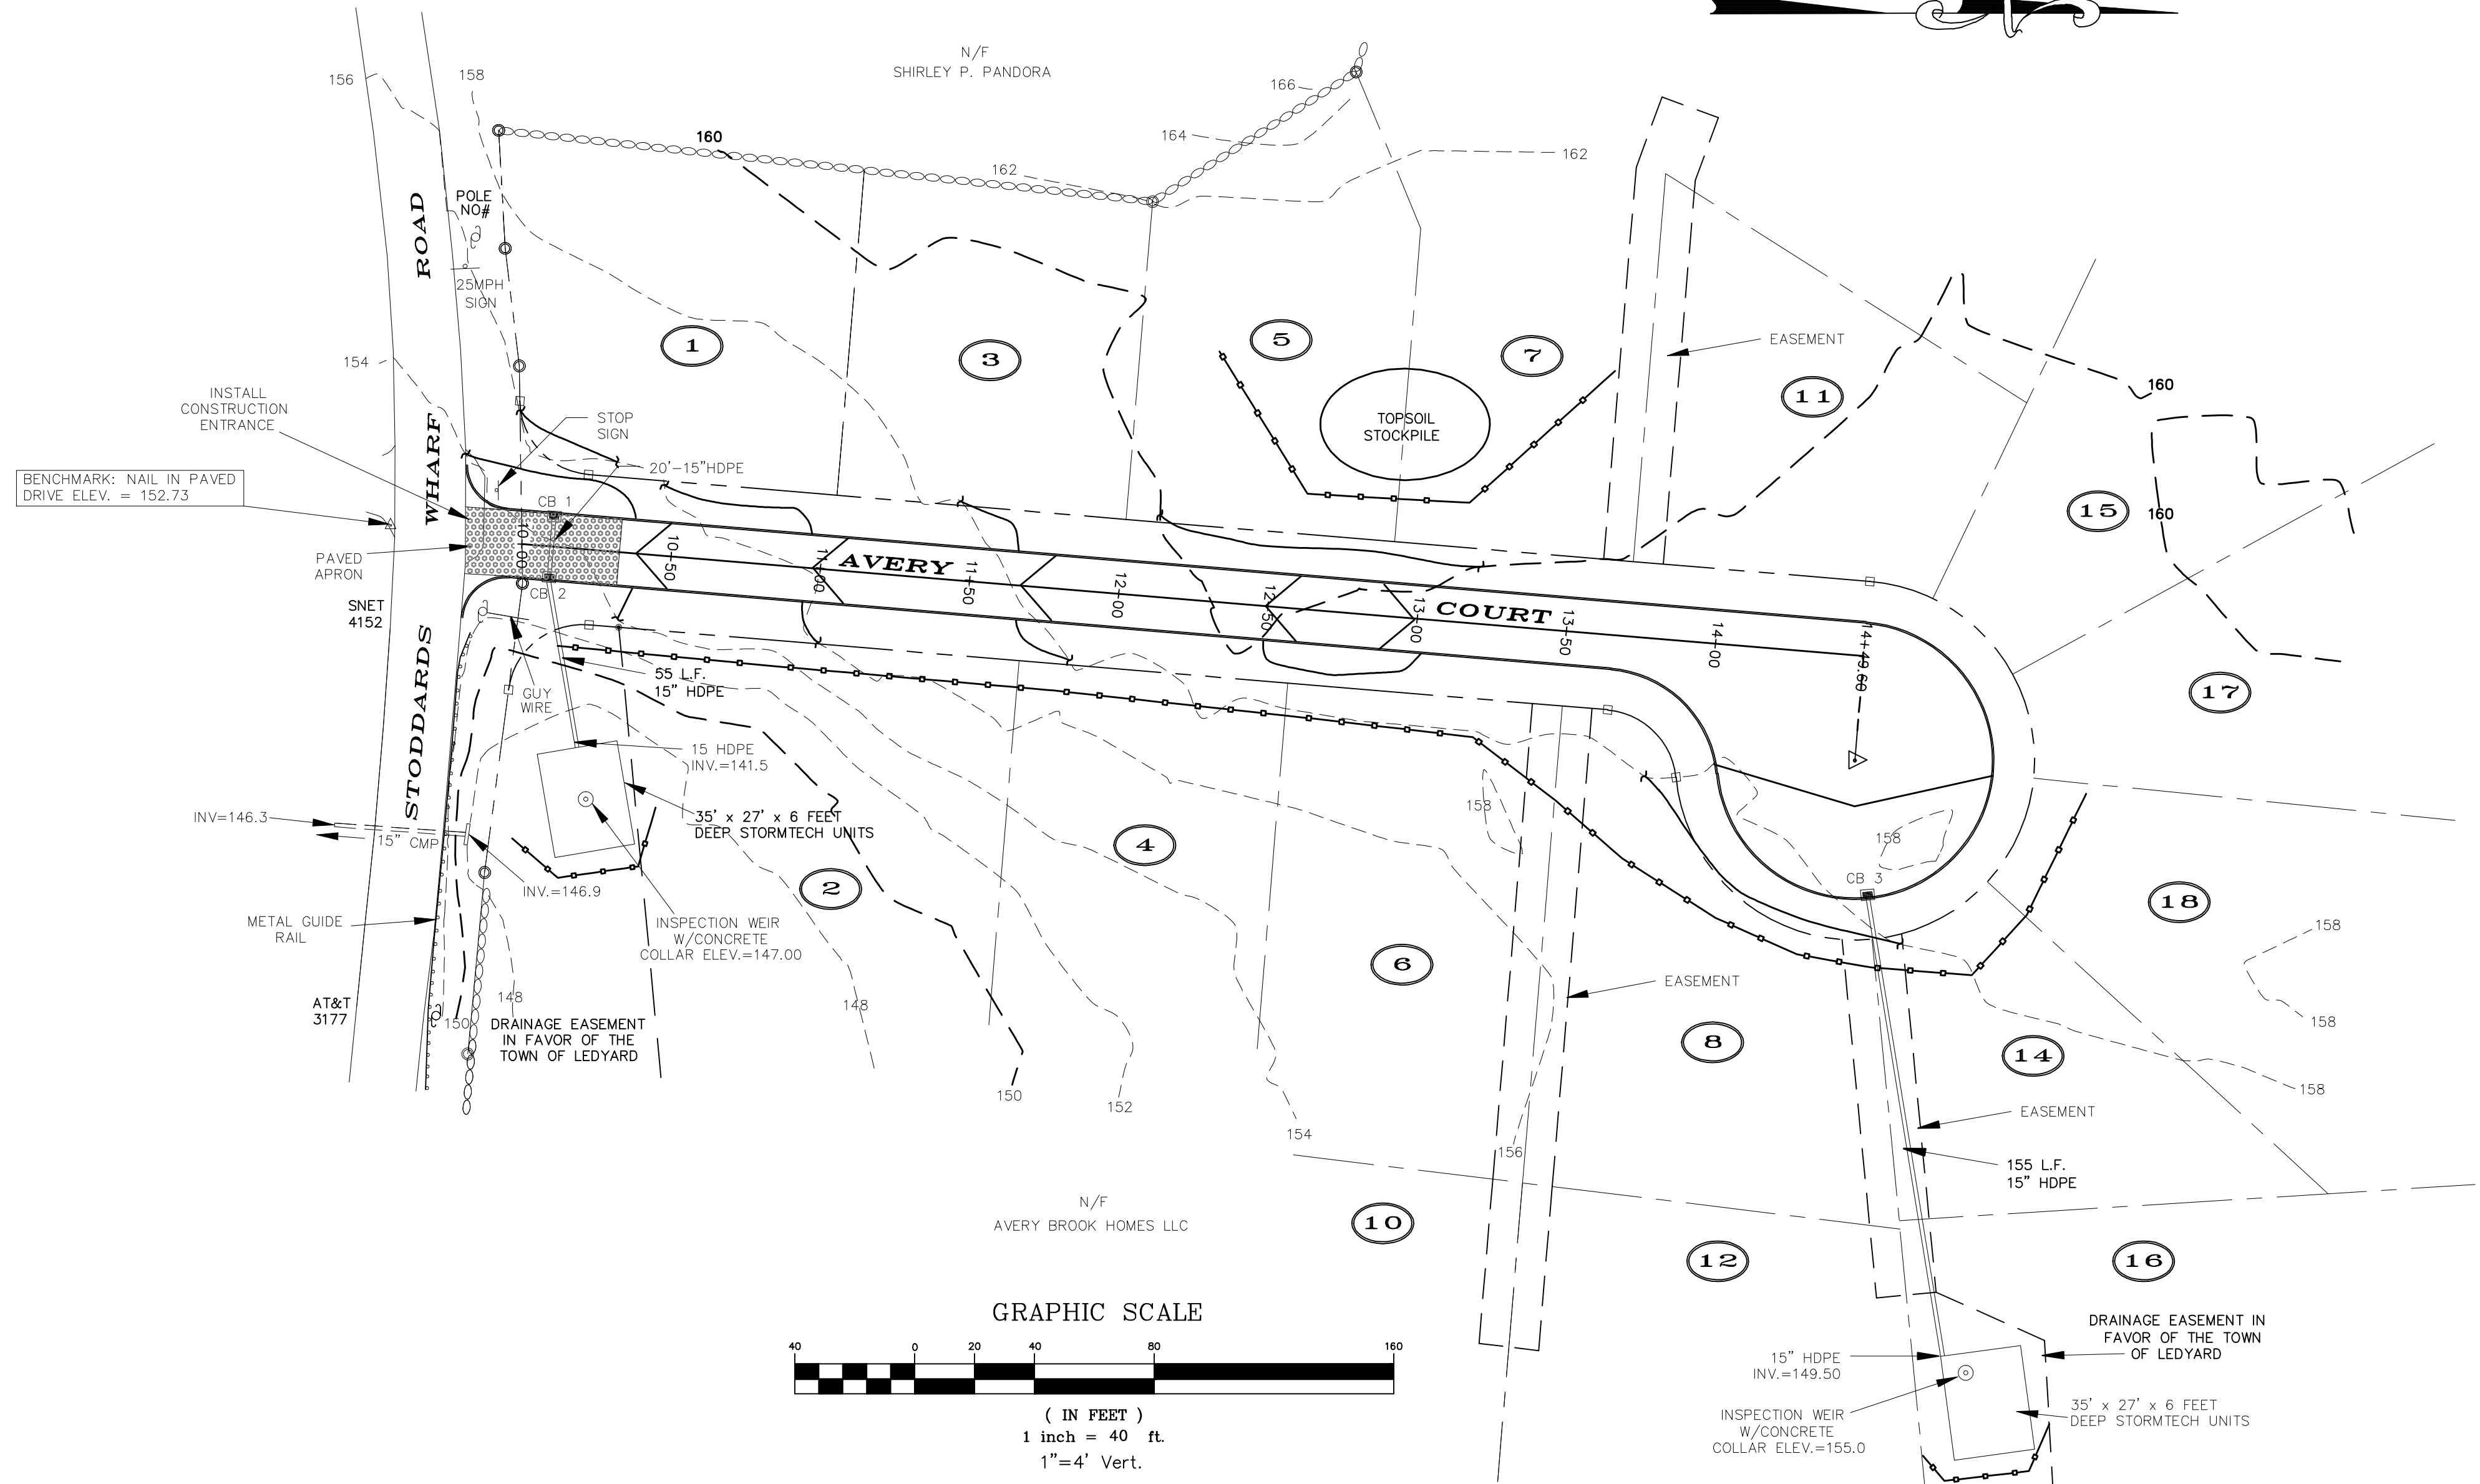 N/F
SHIRLEY P. PANDORA
156
158
166
164
162
162
160
POLE
NO#
25MPH
SIGN
STODDARDS WHARF ROAD
154
INSTALL
CONSTRUCTION
ENTRANCE
STOP
SIGN
BENCHMARK: NAIL IN PAVED
DRIVE ELEV. = 152.73
20'-15"HDPE
CB 1
PAVED
APRON
CB 2
SNET
4152
1
3
5
7
TOPSOIL
STOCKPILE
EASEMENT
11
160
15
160
17
10+00
10+50
11+00
AVERY COURT
11+50
12+00
12+50
13+00
13+50
14+00
14+49.60
GUY
WIRE
55 L.F.
15" HDPE
15 HDPE
INV.=141.5
35' x 27' x 6 FEET
DEEP STORMTECH UNITS
INV=146.3
15" CMP
INV.=146.9
METAL GUIDE
RAIL
INSPECTION WEIR
W/CONCRETE
COLLAR ELEV.=147.00
2
4
6
8
158
158
CB 3
18
158
158
158
14
AT&T
3177
148
150
148
DRAINAGE EASEMENT
IN FAVOR OF THE
TOWN OF LEDYARD
150
152
154
156
EASEMENT
EASEMENT
155 L.F.
15" HDPE
N/F
AVERY BROOK HOMES LLC
10
12
16
DRAINAGE EASEMENT IN
FAVOR OF THE TOWN
OF LEDYARD
15" HDPE
INV.=149.50
INSPECTION WEIR
W/CONCRETE
COLLAR ELEV.=155.0
35' x 27' x 6 FEET
DEEP STORMTECH UNITS
GRAPHIC SCALE
40 0 20 40 80 160
( IN FEET )
1 inch = 40 ft.
1"=4' Vert.